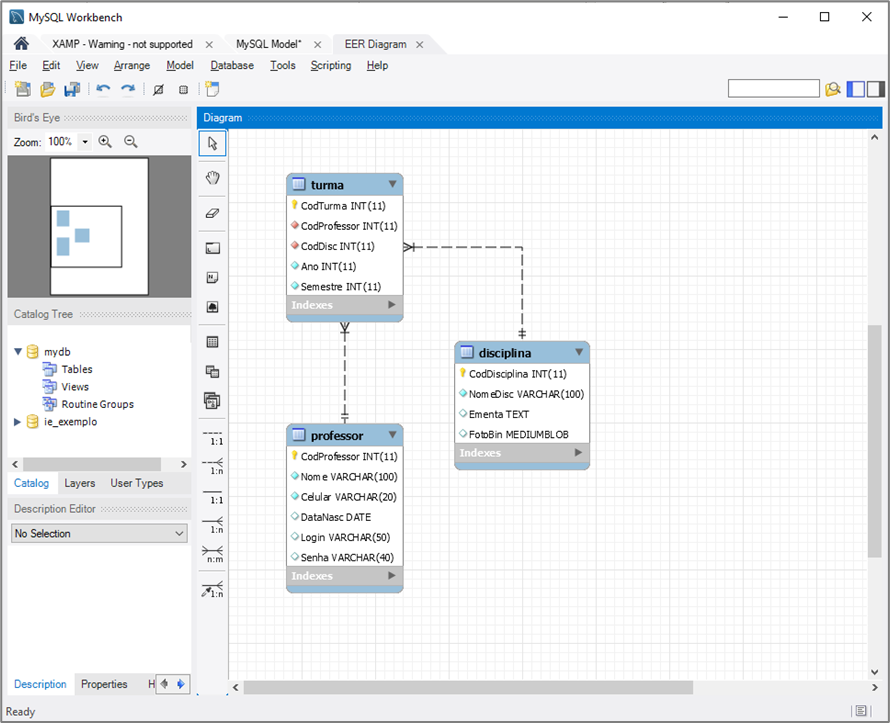 MySQL Workbench
XAMP - Warning - not supported
MySQL Model*
EER Diagram
File Edit View Arrange Model Database Tools Scripting Help
Bird's Eye
Zoom: 100%
Diagram
turma
CodTurma INT(11)
CodProfessor INT(11)
CodDisc INT(11)
Ano INT(11)
Semestre INT(11)
Indexes
disciplina
CodDisciplina INT(11)
NomeDisc VARCHAR(100)
Ementa TEXT
FotoBin MEDIUMBLOB
Indexes
professor
CodProfessor INT(11)
Nome VARCHAR(100)
Celular VARCHAR(20)
DataNasc DATE
Login VARCHAR(50)
Senha VARCHAR(40)
Indexes
1:1
1:n
1:1
1:n
n:m
1:n
Catalog Tree
mydb
Tables
Views
Routine Groups
ie_exemplo
Catalog Layers User Types
Description Editor
No Selection
Description Properties H
Ready